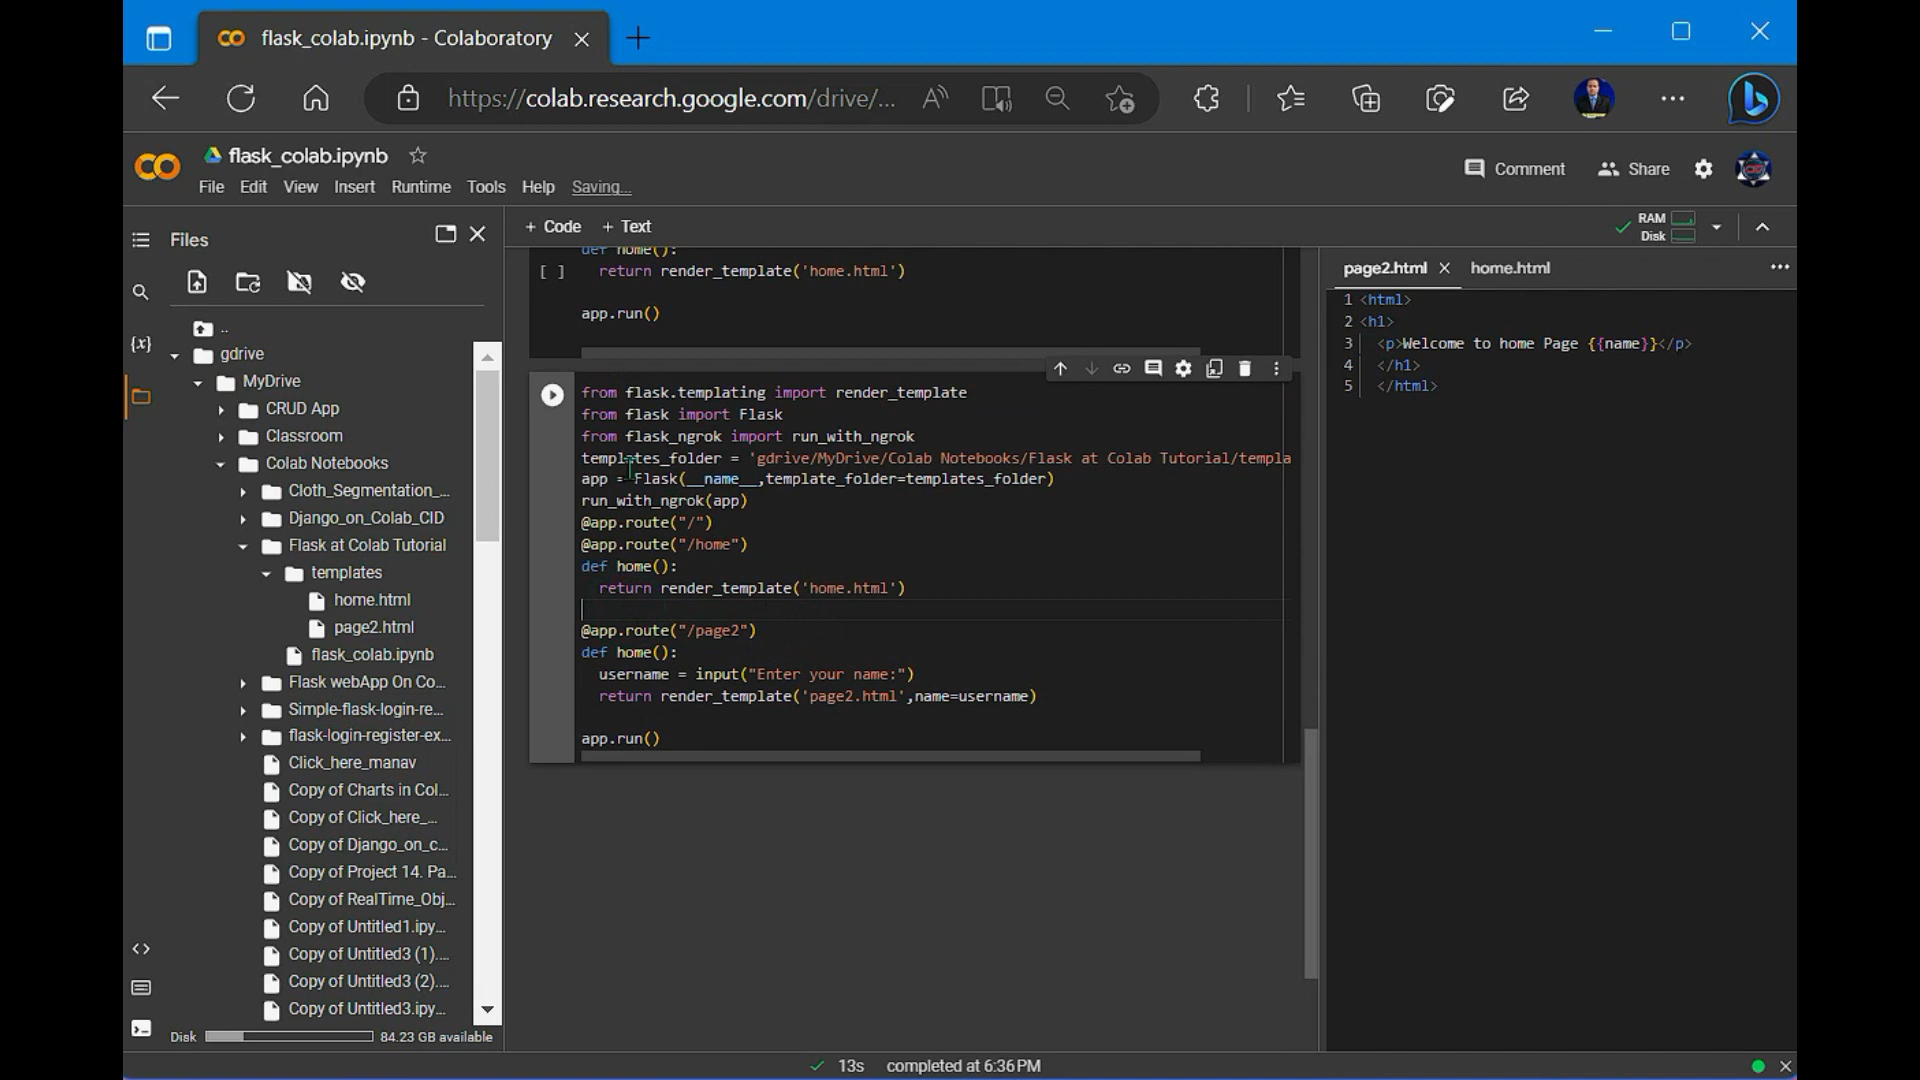 flask_colab.ipynb - Colaboratory
https://colab.research.google.com/drive/...
flask_colab.ipynb
File Edit View Insert Runtime Tools Help Saving...
Comment Share
Files
+ Code + Text
RAM
Disk
..
gdrive
MyDrive
CRUD App
Classroom
Colab Notebooks
Cloth_Segmentation_...
Django_on_Colab_CID
Flask at Colab Tutorial
templates
home.html
page2.html
flask_colab.ipynb
Flask webApp On Co...
Simple-flask-login-re...
flask-login-register-ex...
Click_here_manav
Copy of Charts in Col...
Copy of Click_here_...
Copy of Django_on_c...
Copy of Project 14. Pa...
Copy of RealTime_Obj...
Copy of Untitled1.ipy...
Copy of Untitled3 (1)....
Copy of Untitled3 (2)....
Copy of Untitled3.ipy...
Disk 84.23 GB available
def home():
[ ] return render_template('home.html')
app.run()
from flask.templating import render_template
from flask import Flask
from flask_ngrok import run_with_ngrok
templates_folder = 'gdrive/MyDrive/Colab Notebooks/Flask at Colab Tutorial/templa
app = Flask(__name__,template_folder=templates_folder)
run_with_ngrok(app)
@app.route("/")
@app.route("/home")
def home():
return render_template('home.html')
@app.route("/page2")
def home():
username = input("Enter your name:")
return render_template('page2.html',name=username)
app.run()
page2.html home.html
1 <html>
2 <h1>
3 <p>Welcome to home Page {{name}}</p>
4 </h1>
5 </html>
13s completed at 6:36 PM